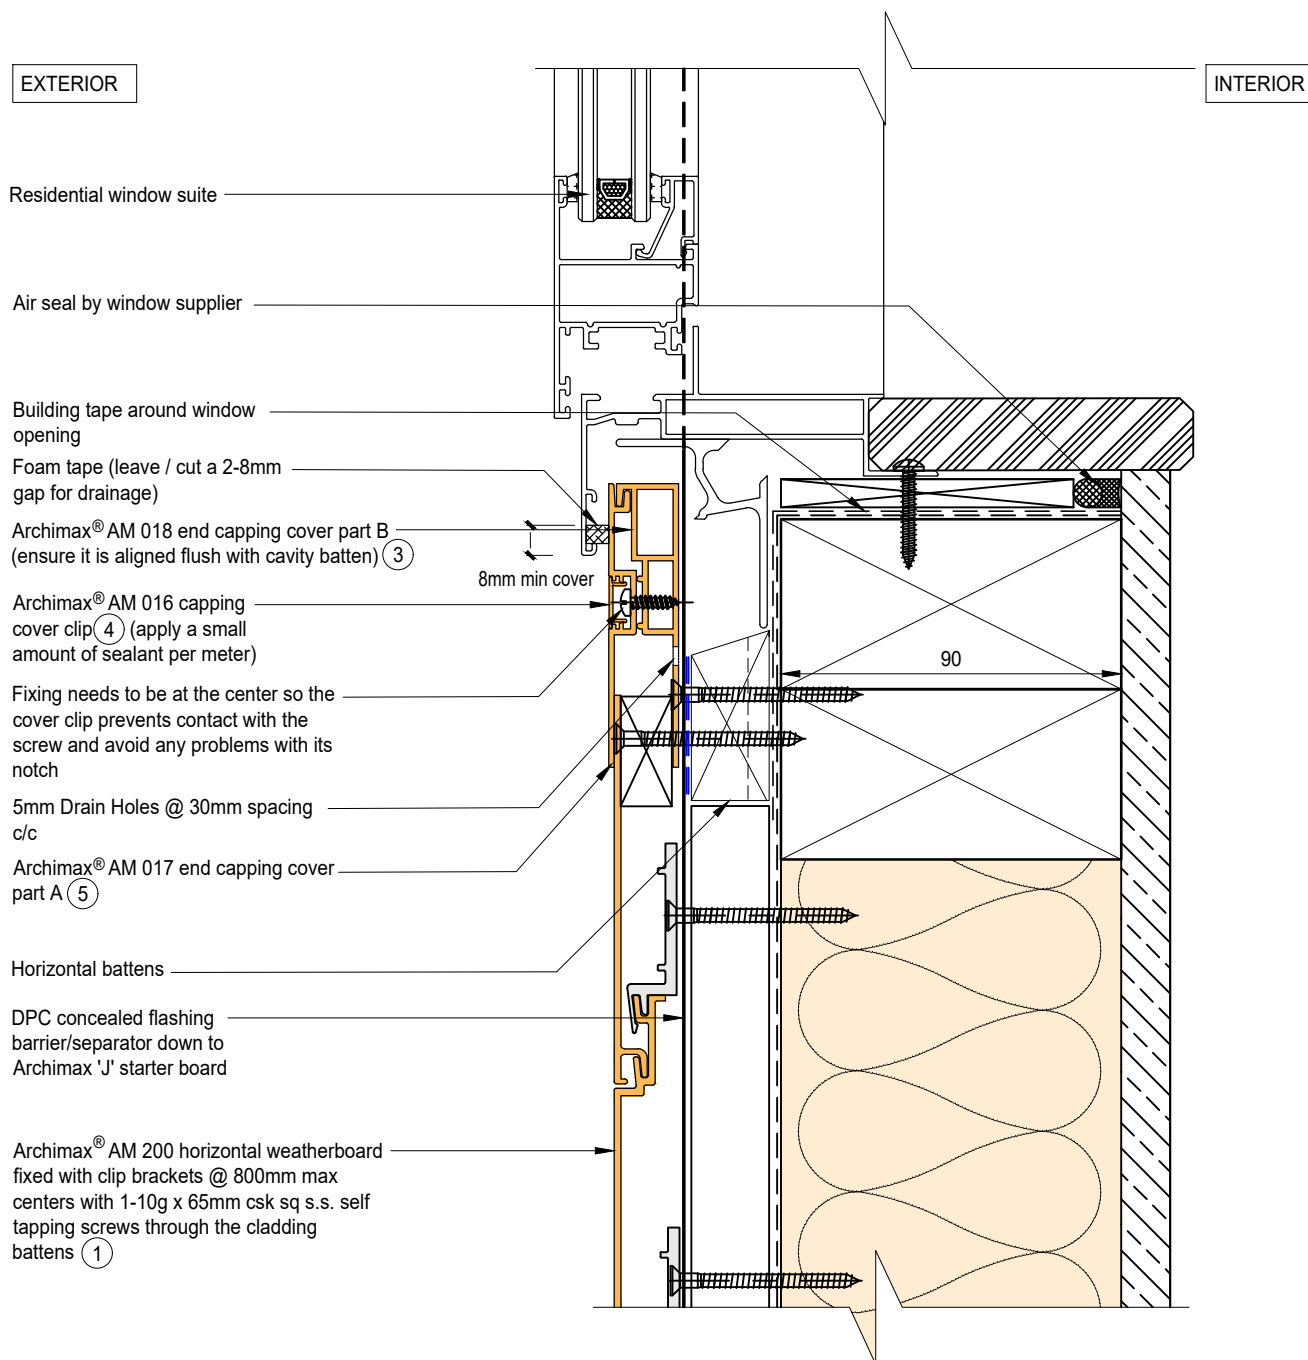 EXTERIOR
INTERIOR
Residential window suite
Air seal by window supplier
Building tape around window
opening
Foam tape (leave / cut a 2-8mm
gap for drainage)
Archimax® AM 018 end capping cover part B
(ensure it is aligned flush with cavity batten) 3
8mm min cover
Archimax® AM 016 capping
cover clip 4 (apply a small
amount of sealant per meter)
90
Fixing needs to be at the center so the
cover clip prevents contact with the
screw and avoid any problems with its
notch
5mm Drain Holes @ 30mm spacing
c/c
Archimax® AM 017 end capping cover
part A 5
Horizontal battens
DPC concealed flashing
barrier/separator down to
Archimax 'J' starter board
Archimax® AM 200 horizontal weatherboard
fixed with clip brackets @ 800mm max
centers with 1-10g x 65mm csk sq s.s. self
tapping screws through the cladding
battens 1